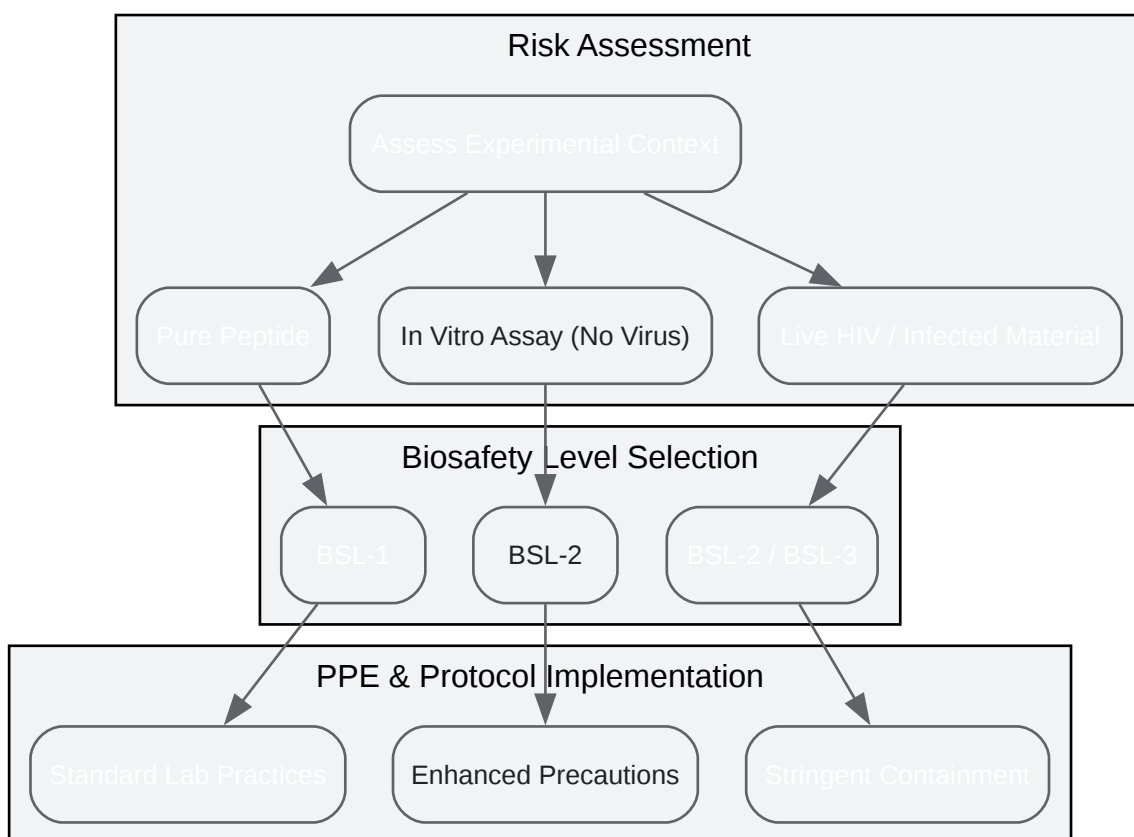 Risk Assessment
Assess Experimental Context
Pure Peptide
In Vitro Assay (No Virus)
Live HIV / Infected Material
Biosafety Level Selection
BSL-1
BSL-2
BSL-2 / BSL-3
PPE & Protocol Implementation
Standard Lab Practices
Enhanced Precautions
Stringent Containment